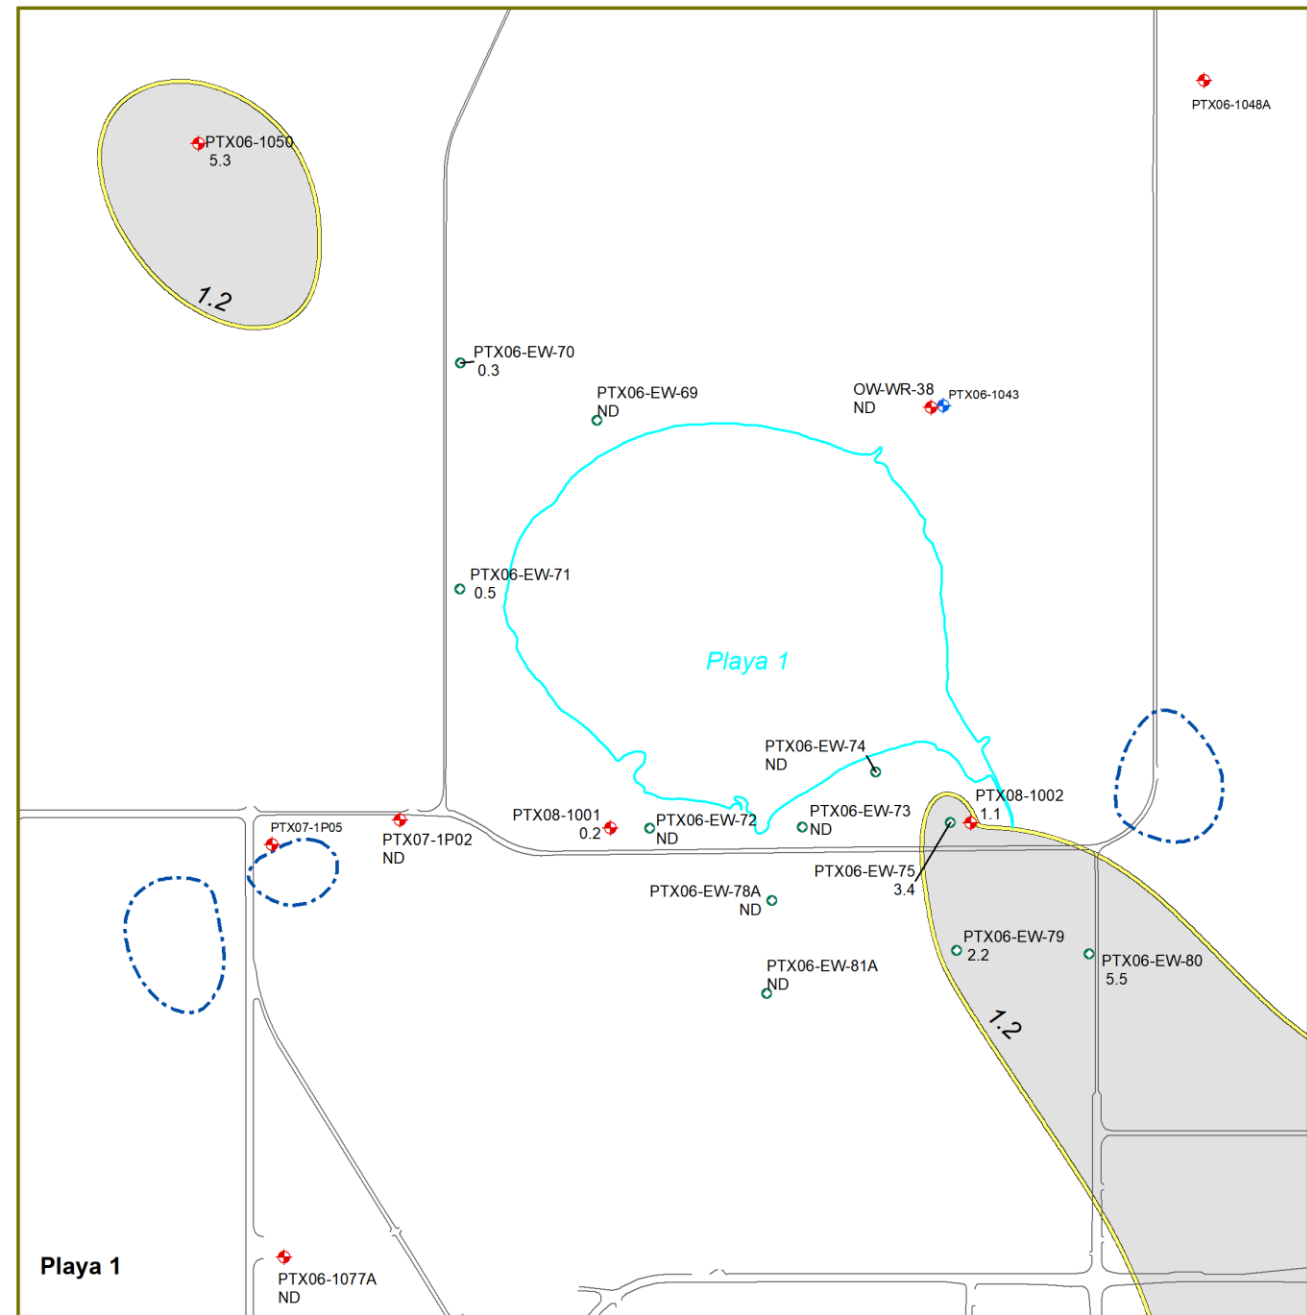 PTX06-1048A
PTX06-1050
5.3
1.2
PTX06-EW-70
0.3
PTX06-EW-69
ND
OW-WR-38
ND
PTX06-1043
PTX06-EW-71
0.5
Playa 1
PTX06-EW-74
ND
PTX08-1002
1.1
PTX07-1P05
PTX07-1P02
ND
PTX08-1001
0.2
PTX06-EW-72
ND
PTX06-EW-73
ND
PTX06-EW-75
3.4
PTX06-EW-78A
ND
PTX06-EW-79
2.2
PTX06-EW-80
5.5
PTX06-EW-81A
ND
1.2
Playa 1
PTX06-1077A
ND